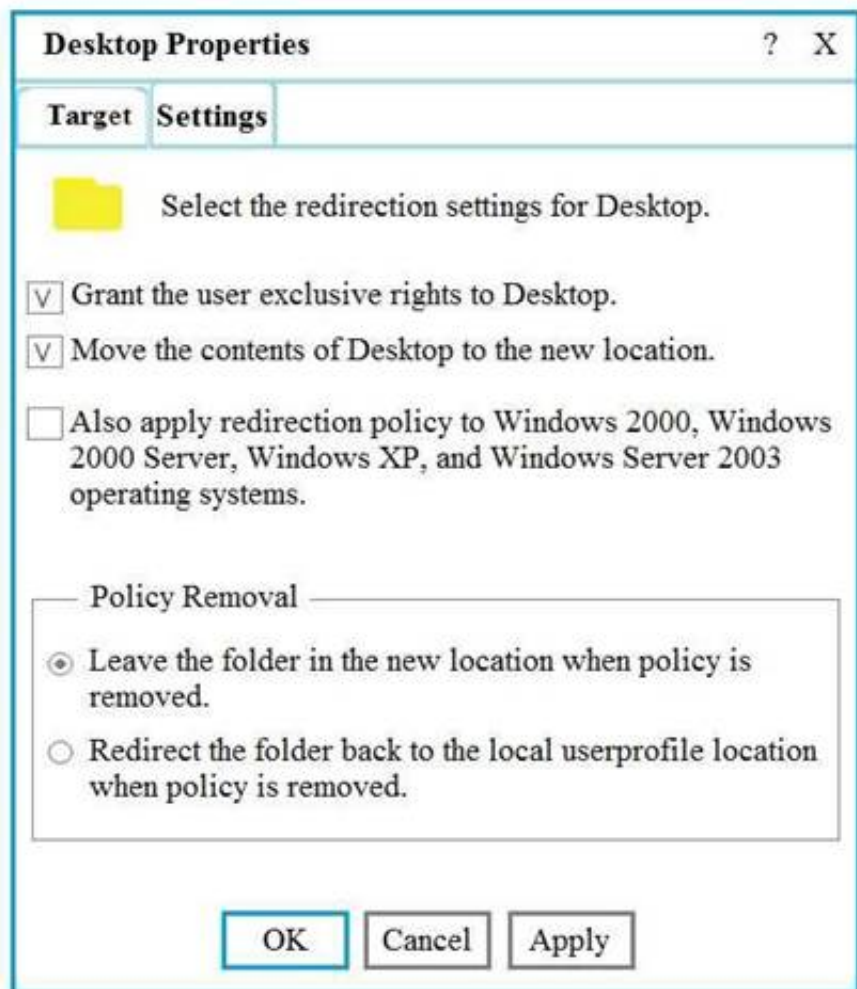 Desktop Properties ? X
Target Settings
Select the redirection settings for Desktop.
V Grant the user exclusive rights to Desktop.
V Move the contents of Desktop to the new location.
Also apply redirection policy to Windows 2000, Windows
2000 Server, Windows XP, and Windows Server 2003
operating systems.
Policy Removal
Leave the folder in the new location when policy is
removed.
Redirect the folder back to the local userprofile location
when policy is removed.
OK Cancel Apply